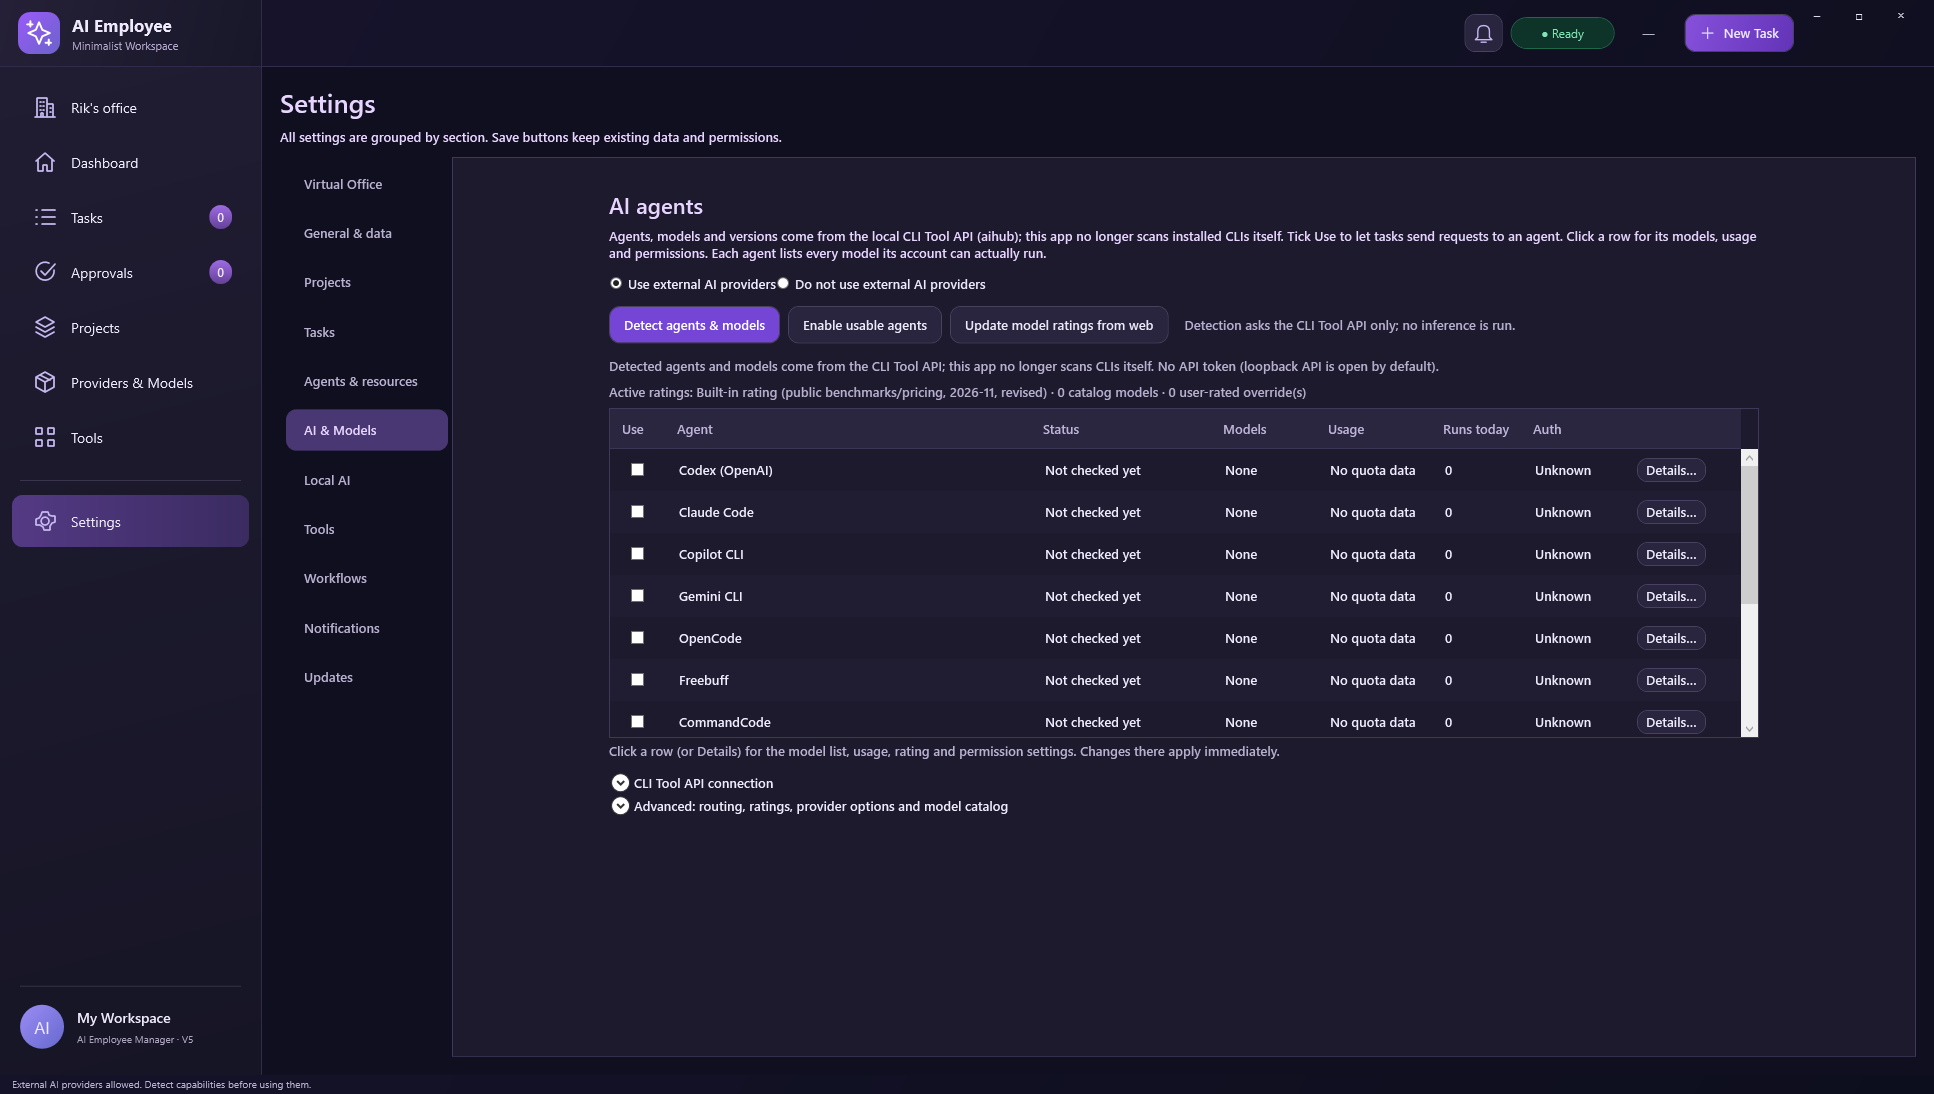 AI Employee
Minimalist Workspace
● Ready
—
New Task
Rik's office
Dashboard
Tasks
0
Approvals
0
Projects
Providers & Models
Tools
Settings
Settings
All settings are grouped by section. Save buttons keep existing data and permissions.
Virtual Office
General & data
Projects
Tasks
Agents & resources
AI & Models
Local AI
Tools
Workflows
Notifications
Updates
AI agents
Agents, models and versions come from the local CLI Tool API (aihub); this app no longer scans installed CLIs itself. Tick Use to let tasks send requests to an agent. Click a row for its models, usage
and permissions. Each agent lists every model its account can actually run.
Use external AI providers Do not use external AI providers
Detect agents & models Enable usable agents Update model ratings from web Detection asks the CLI Tool API only; no inference is run.
Detected agents and models come from the CLI Tool API; this app no longer scans CLIs itself. No API token (loopback API is open by default).
Active ratings: Built-in rating (public benchmarks/pricing, 2026-11, revised) · 0 catalog models · 0 user-rated override(s)
Use Agent Status Models Usage Runs today Auth
Codex (OpenAI) Not checked yet None No quota data 0 Unknown Details...
Claude Code Not checked yet None No quota data 0 Unknown Details...
Copilot CLI Not checked yet None No quota data 0 Unknown Details...
Gemini CLI Not checked yet None No quota data 0 Unknown Details...
OpenCode Not checked yet None No quota data 0 Unknown Details...
Freebuff Not checked yet None No quota data 0 Unknown Details...
CommandCode Not checked yet None No quota data 0 Unknown Details...
Click a row (or Details) for the model list, usage, rating and permission settings. Changes there apply immediately.
CLI Tool API connection
Advanced: routing, ratings, provider options and model catalog
AI
My Workspace
AI Employee Manager · V5
External AI providers allowed. Detect capabilities before using them.